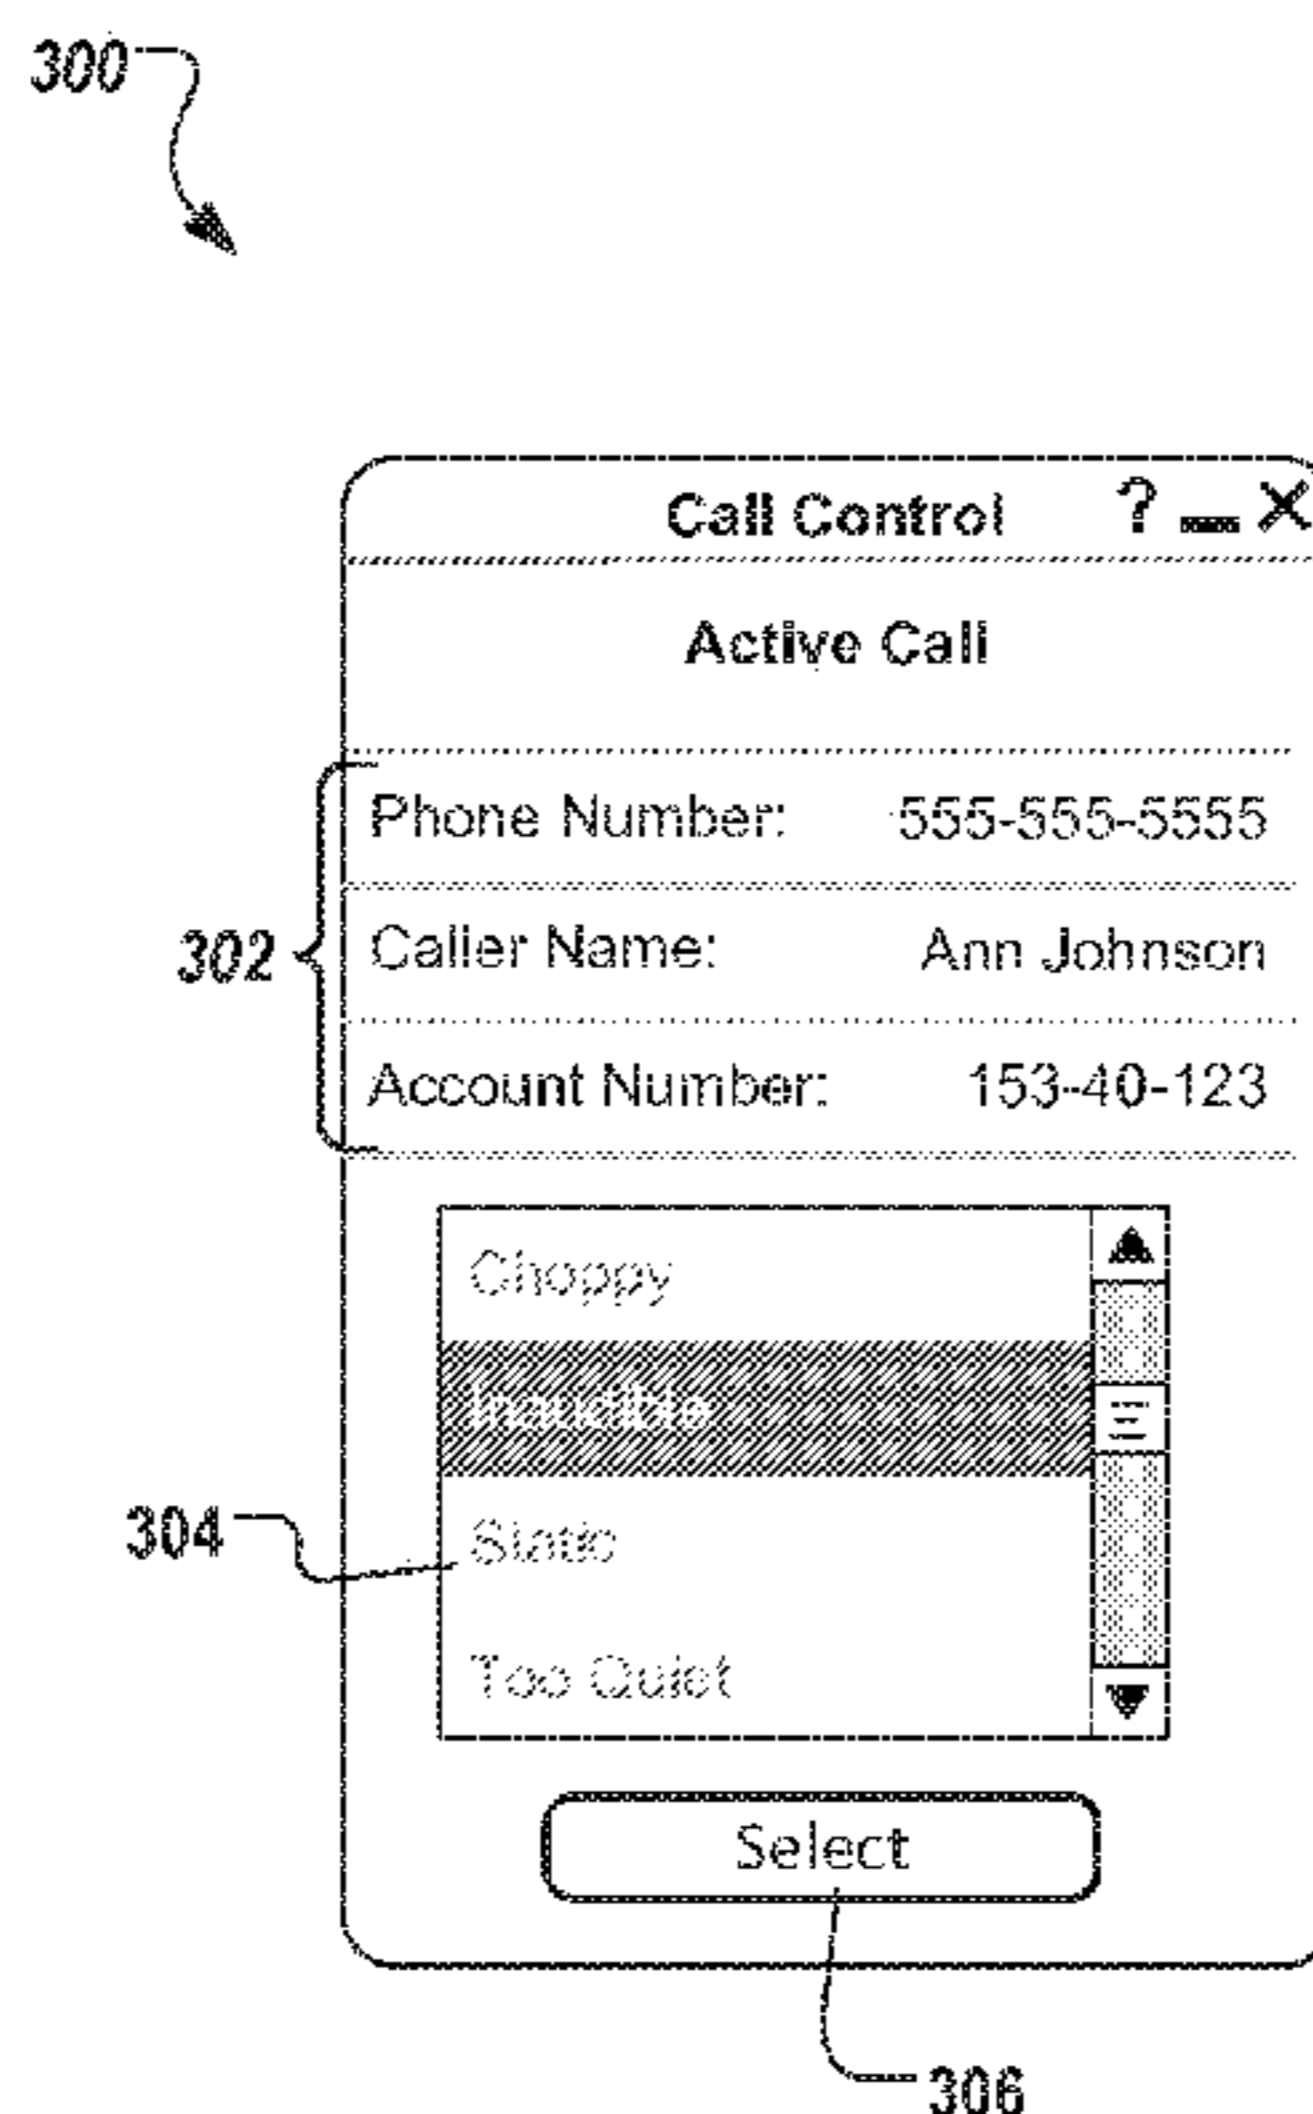 300
Call Control ? _ X
Active Call
Phone Number: 555-555-5555
302
Caller Name: Ann Johnson
Account Number: 153-40-123
Choppy
Inaudible
304
Static
Too Quiet
Select
306